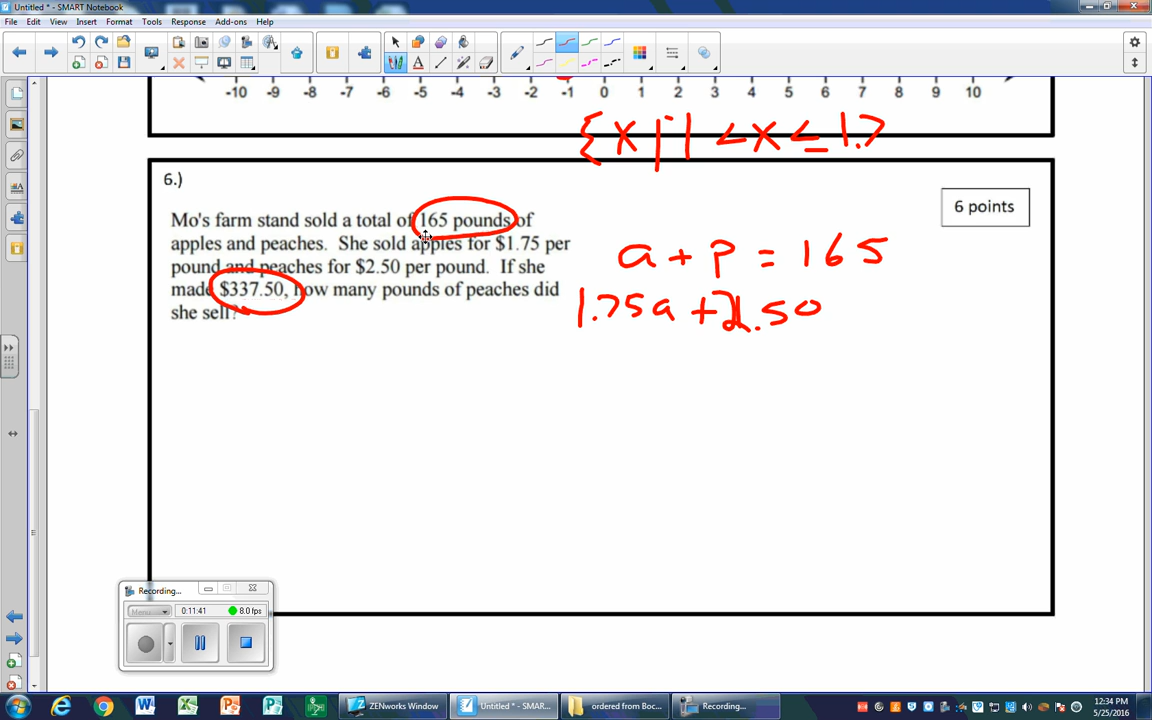 Untitled * - SMART Notebook
File Edit View Insert Format Tools Response Add-ons Help
-10 -9 -8 -7 -6 -5 -4 -3 -2 -1 0 1 2 3 4 5 6 7 8 9 10
{x|-1 < x ≤ 1.7
6.)
6 points
Mo's farm stand sold a total of 165 pounds of
apples and peaches. She sold apples for $1.75 per
pound and peaches for $2.50 per pound. If she
made $337.50, how many pounds of peaches did
she sell?
a + p = 165
1.75a + 2.50
Recording...
Menu
0:11:41
8.0 fps
ZENworks Window
Untitled * - SMAR...
ordered from Boc...
Recording...
12:34 PM
5/25/2016